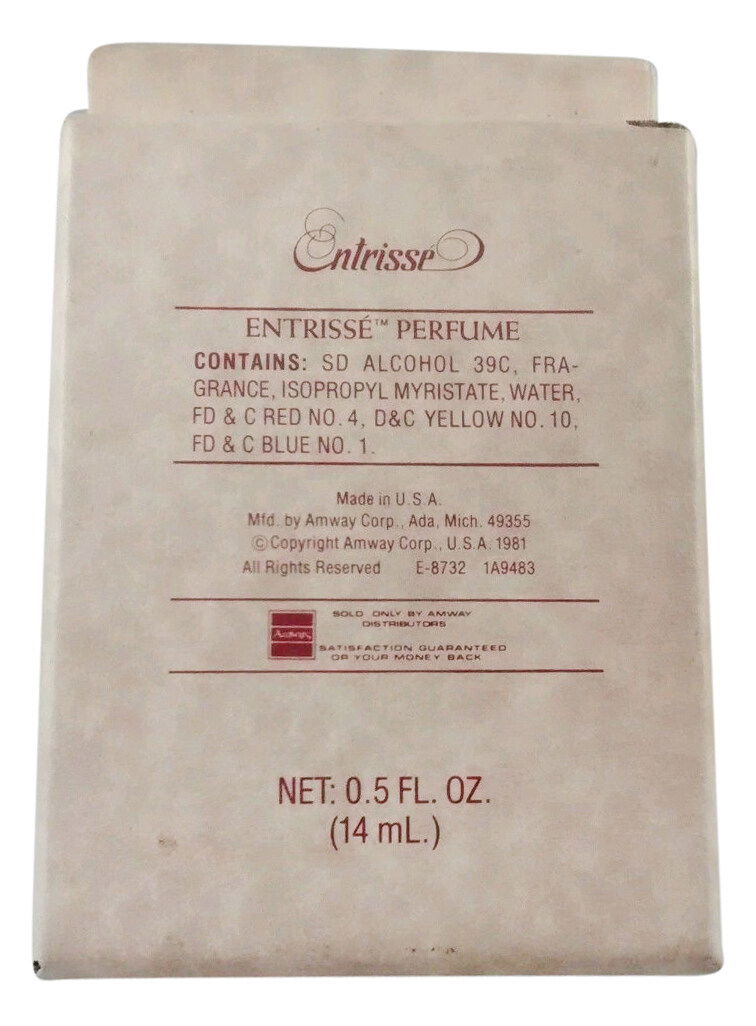 Entrissé
ENTRISSÉ™ PERFUME
CONTAINS: SD ALCOHOL 39C, FRA-
GRANCE, ISOPROPYL MYRISTATE, WATER,
FD & C RED NO. 4, D&C YELLOW NO. 10,
FD & C BLUE NO. 1.
Made in U.S.A.
Mfd. by Amway Corp., Ada, Mich. 49355
©Copyright Amway Corp., U.S.A. 1981
All Rights Reserved E-8732 1A9483
Amway
SOLD ONLY BY AMWAY
DISTRIBUTORS
SATISFACTION GUARANTEED
OR YOUR MONEY BACK
NET: 0.5 FL. OZ.
(14 mL.)